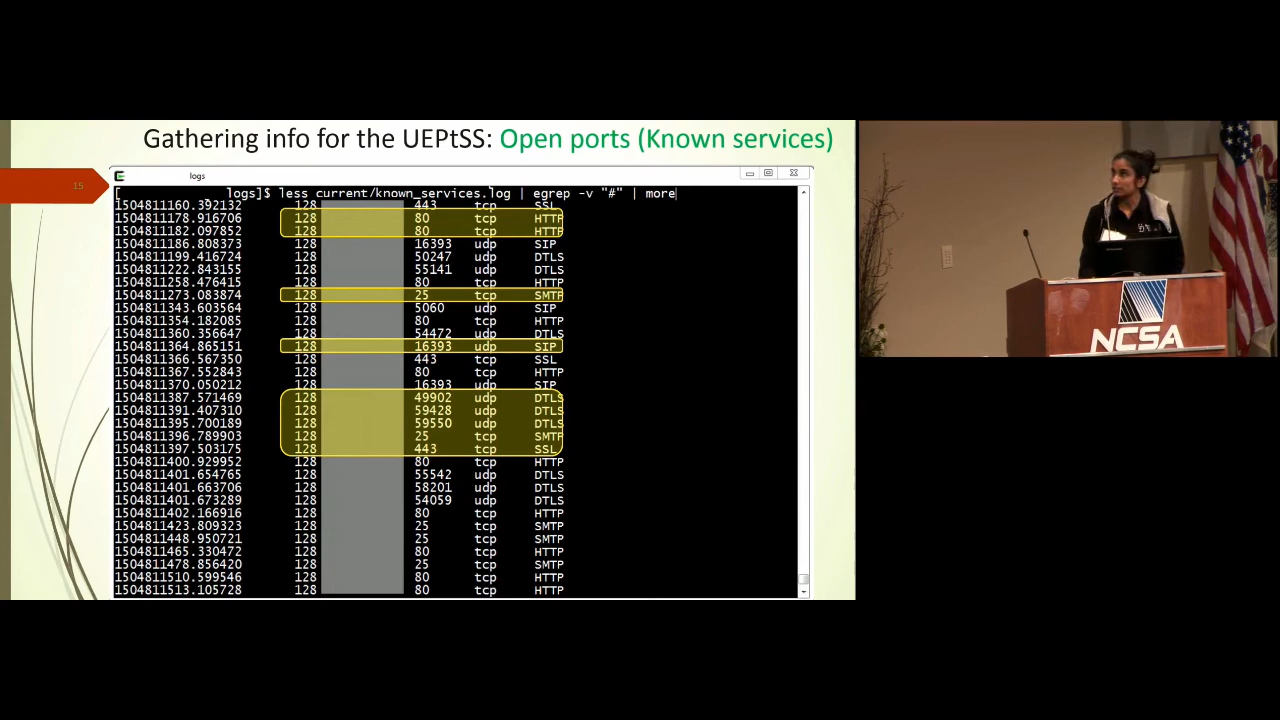 Gathering info for the UEPtSS: Open ports (Known services)
15
logs
[ logs]$ less current/known_services.log | egrep -v "#" | more
1504811160.392132 128 443 tcp SSL
1504811178.916706 128 80 tcp HTTP
1504811182.097852 128 80 tcp HTTP
1504811186.808373 128 16393 udp SIP
1504811199.416724 128 50247 udp DTLS
1504811222.843155 128 55141 udp DTLS
1504811258.476415 128 80 tcp HTTP
1504811273.083874 128 25 tcp SMTP
1504811343.603564 128 5060 udp SIP
1504811354.182085 128 80 tcp HTTP
1504811360.356647 128 54472 udp DTLS
1504811364.865151 128 16393 udp SIP
1504811366.567350 128 443 tcp SSL
1504811367.552843 128 80 tcp HTTP
1504811370.050212 128 16393 udp SIP
1504811387.571469 128 49902 udp DTLS
1504811391.407310 128 59428 udp DTLS
1504811395.700189 128 59550 udp DTLS
1504811396.789903 128 25 tcp SMTP
1504811397.503175 128 443 tcp SSL
1504811400.929952 128 80 tcp HTTP
1504811401.654765 128 55542 udp DTLS
1504811401.663706 128 58201 udp DTLS
1504811401.673289 128 54059 udp DTLS
1504811402.166916 128 80 tcp HTTP
1504811423.809323 128 25 tcp SMTP
1504811448.950721 128 25 tcp SMTP
1504811465.330472 128 80 tcp HTTP
1504811478.856420 128 25 tcp SMTP
1504811510.599546 128 80 tcp HTTP
1504811513.105728 128 80 tcp HTTP
NCSA